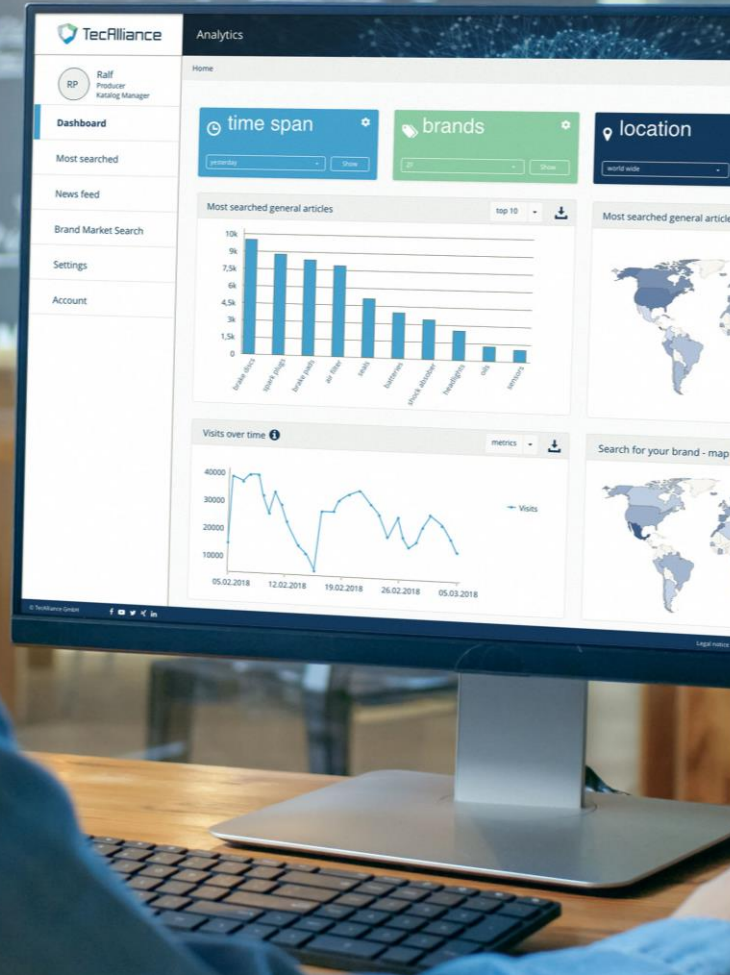 TecAlliance
Analytics
RP
Ralf
Producer
Katalog Manager
Home
Dashboard
Most searched
News feed
Brand Market Search
Settings
Account
time span
yesterday
Show
brands
ZF
Show
location
world wide
Most searched general articles
top 10
10k
9k
7,5k
6k
4,5k
3k
1,5k
0
brake discs
spark plugs
brake pads
air filter
seals
batteries
shock absober
headlights
oils
sensors
Most searched general article
Visits over time
metrics
40000
30000
20000
10000
Visits
05.02.2018
12.02.2018
19.02.2018
26.02.2018
05.03.2018
Search for your brand - map
© TecAlliance GmbH
Legal notice